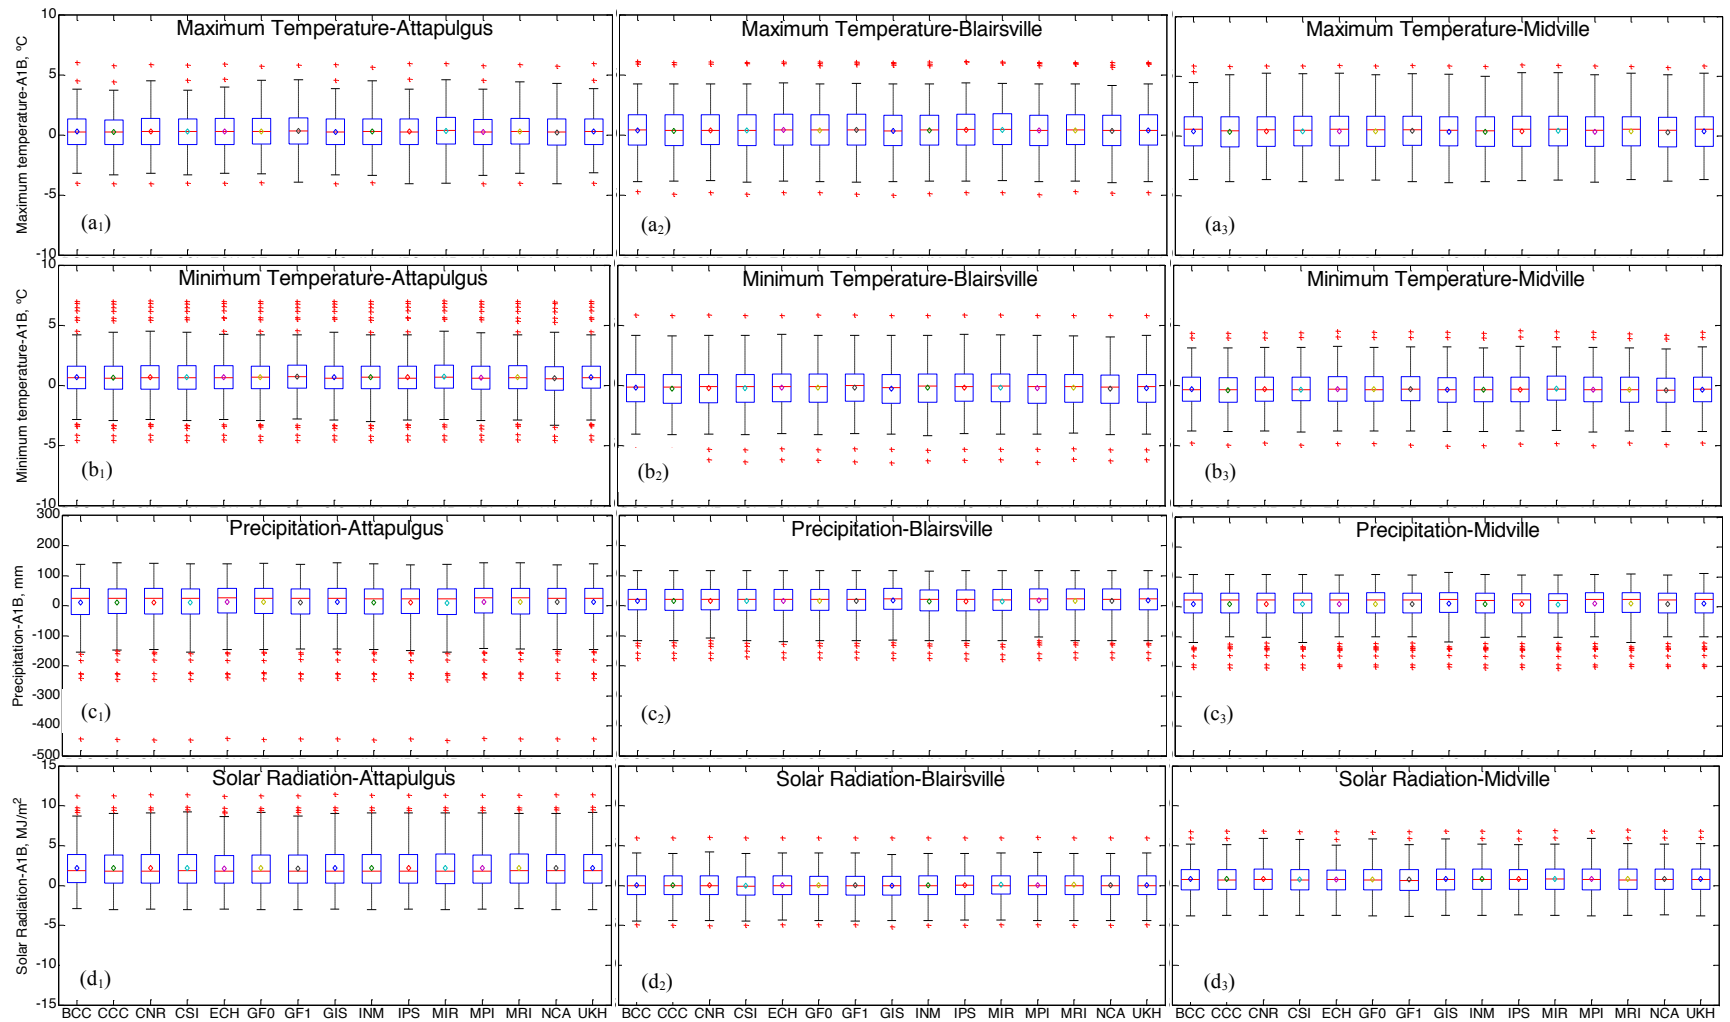 Maximum Temperature-Attapulgus
Maximum Temperature-Blairsville
Maximum Temperature-Midville
Maximum temperature-A1B, ºC
10
5
0
-5
-10
(a1)
(a2)
(a3)
Minimum Temperature-Attapulgus
Minimum Temperature-Blairsville
Minimum Temperature-Midville
Minimum temperature-A1B, ºC
10
5
0
-5
-10
(b1)
(b2)
(b3)
Precipitation-Attapulgus
Precipitation-Blairsville
Precipitation-Midville
Precipitation-A1B, mm
300
200
100
0
-100
-200
-300
-400
-500
(c1)
(c2)
(c3)
Solar Radiation-Attapulgus
Solar Radiation-Blairsville
Solar Radiation-Midville
Solar Radiation-A1B, MJ/m²
15
10
5
0
-5
-10
-15
(d1)
(d2)
(d3)
BCC CCC CNR CSI ECH GF0 GF1 GIS INM IPS MIR MPI MRI NCA UKH
BCC CCC CNR CSI ECH GF0 GF1 GIS INM IPS MIR MPI MRI NCA UKH
BCC CCC CNR CSI ECH GF0 GF1 GIS INM IPS MIR MPI MRI NCA UKH